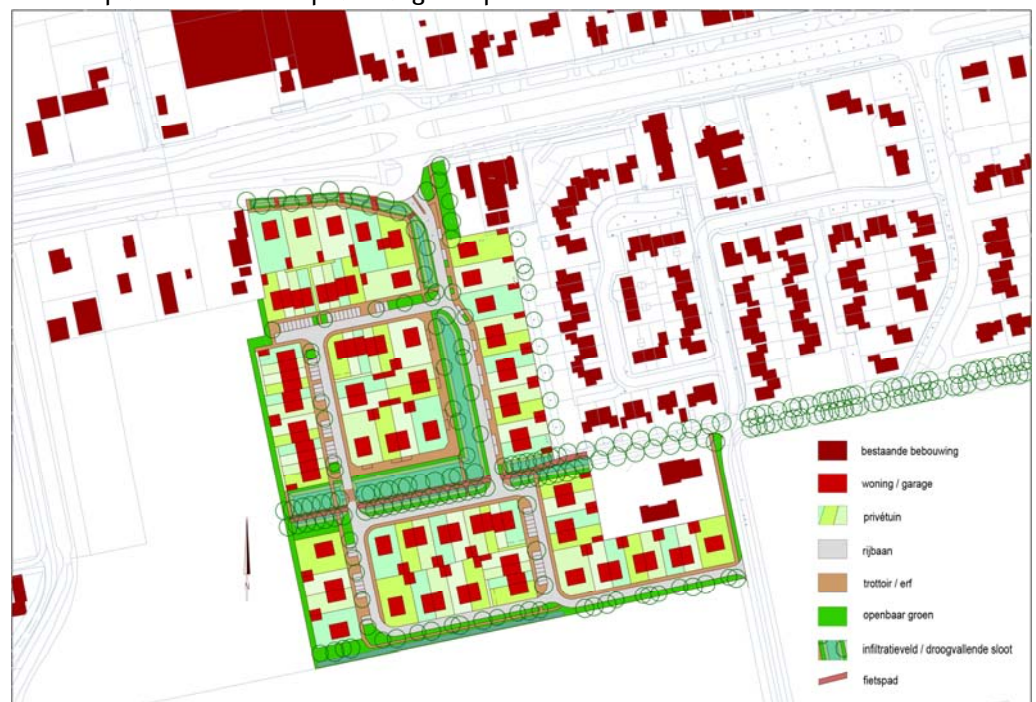 N
bestaande bebouwing
woning / garage
privétuin
rijbaan
trottoir / erf
openbaar groen
infiltratieveld / droogvallende sloot
fietspad